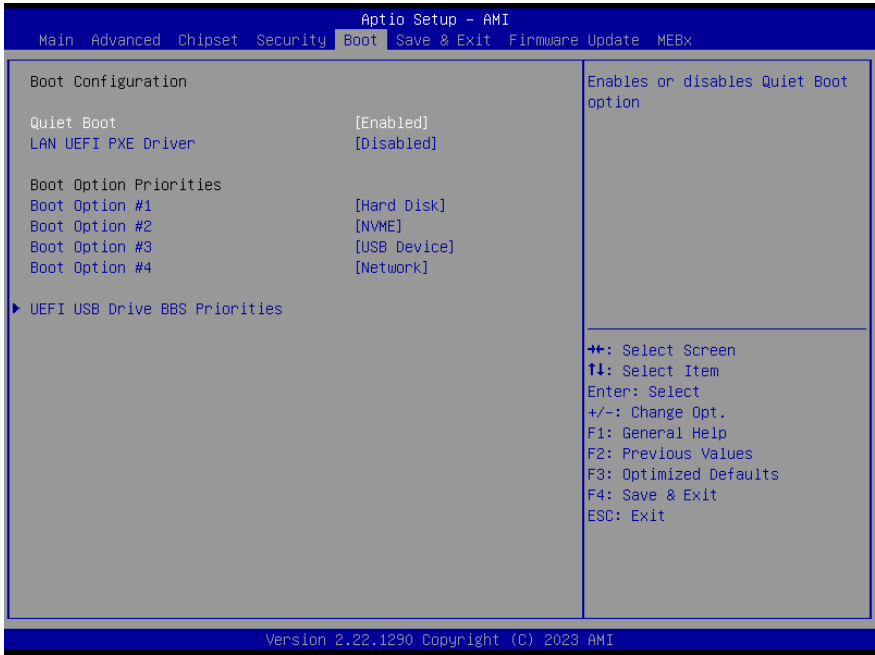 Aptio Setup – AMI
Main Advanced Chipset Security Boot Save & Exit Firmware Update MEBx
Boot Configuration
Quiet Boot [Enabled]
LAN UEFI PXE Driver [Disabled]
Boot Option Priorities
Boot Option #1 [Hard Disk]
Boot Option #2 [NVME]
Boot Option #3 [USB Device]
Boot Option #4 [Network]
UEFI USB Drive BBS Priorities
Enables or disables Quiet Boot
option
→←: Select Screen
↑↓: Select Item
Enter: Select
+/-: Change Opt.
F1: General Help
F2: Previous Values
F3: Optimized Defaults
F4: Save & Exit
ESC: Exit
Version 2.22.1290 Copyright (C) 2023 AMI